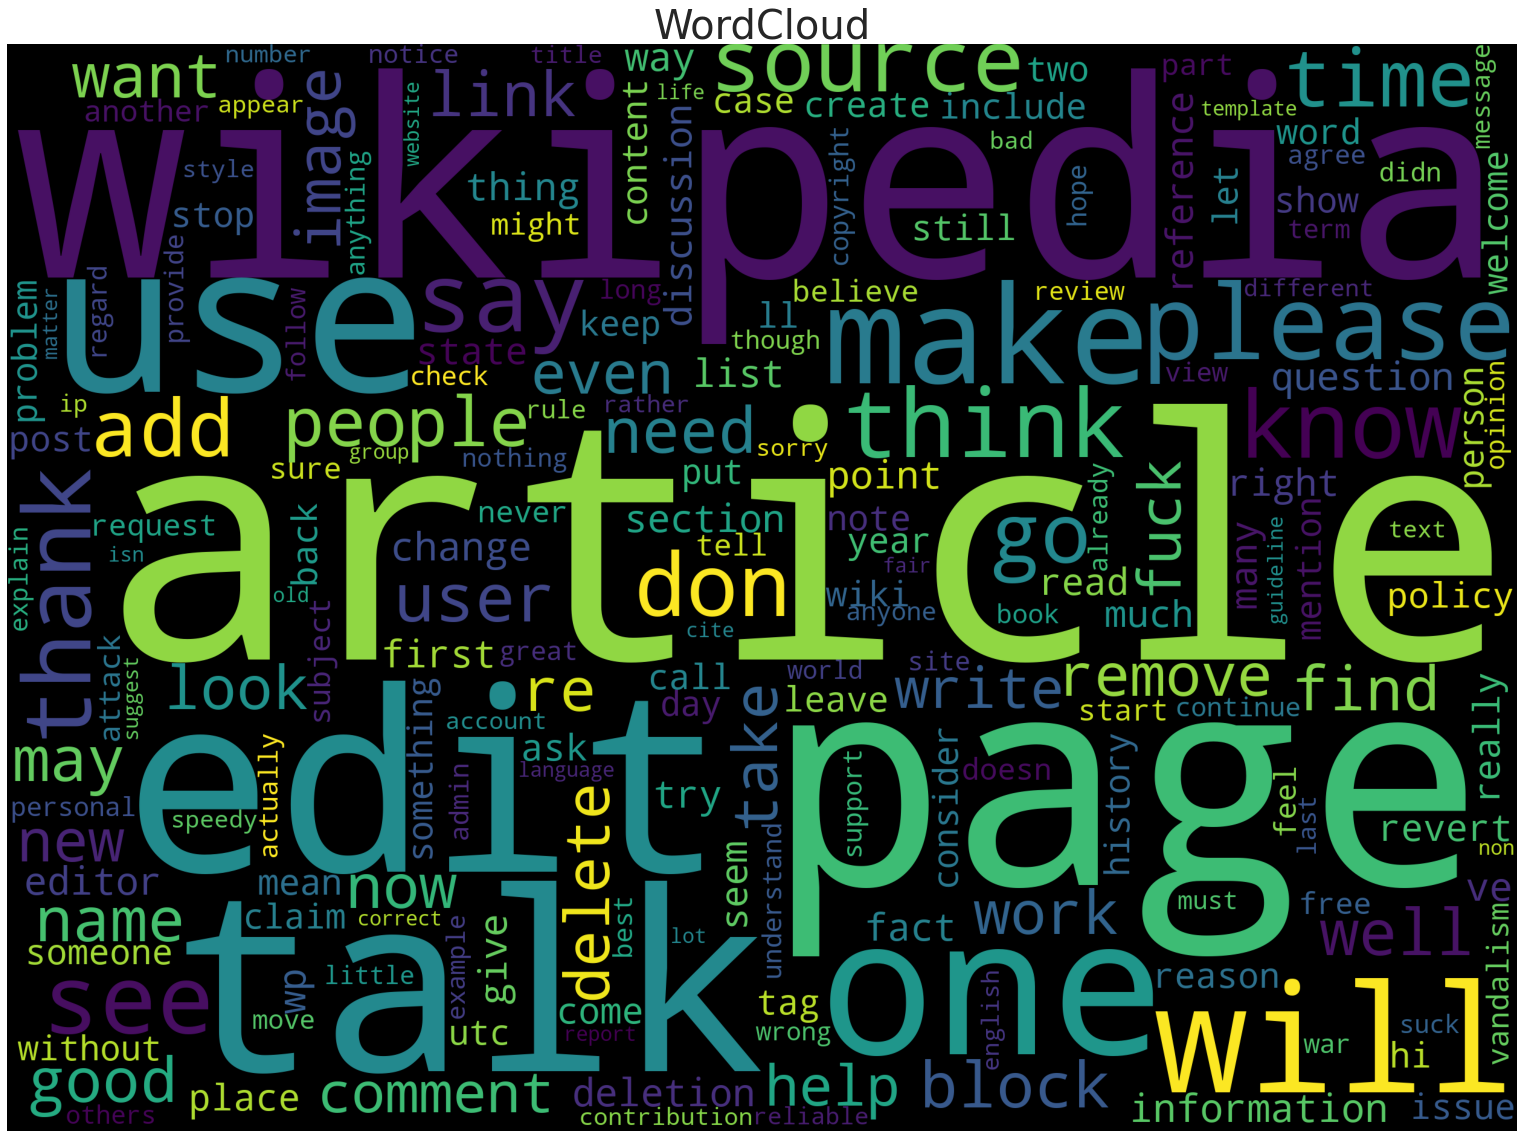 WordCloud
number notice title source way two part time message
want wikipedia link life case create include template
another appear website image content discussion copyright bad word
style thing reference agree didn
stop anything might still hope let show welcome
provide regard term
use say long believe review different
problem matter follow keep ll make please
state though view
check even list question
ip people rule rather think know person opinion
post add group need sorry
thank sure nothing put point right
article
request never section note go already fuck many mention text
explain isn back change don tell year fair read guideline policy
old user wiki anyone book much
cite
attack subject first great call world site remove find
suggest look re day leave write start continue really
may edit account ask take page
something language doesn
personal actually admin try support consider history feel last revert
speedy delete non
new editor mean now seem understand must free ve
name claim correct best lot fact work well
someone talk example give one reason vandalism
wp little
see move utc come tag english will suck
without report wrong war hi
good place comment deletion help block information issue
others contribution reliable